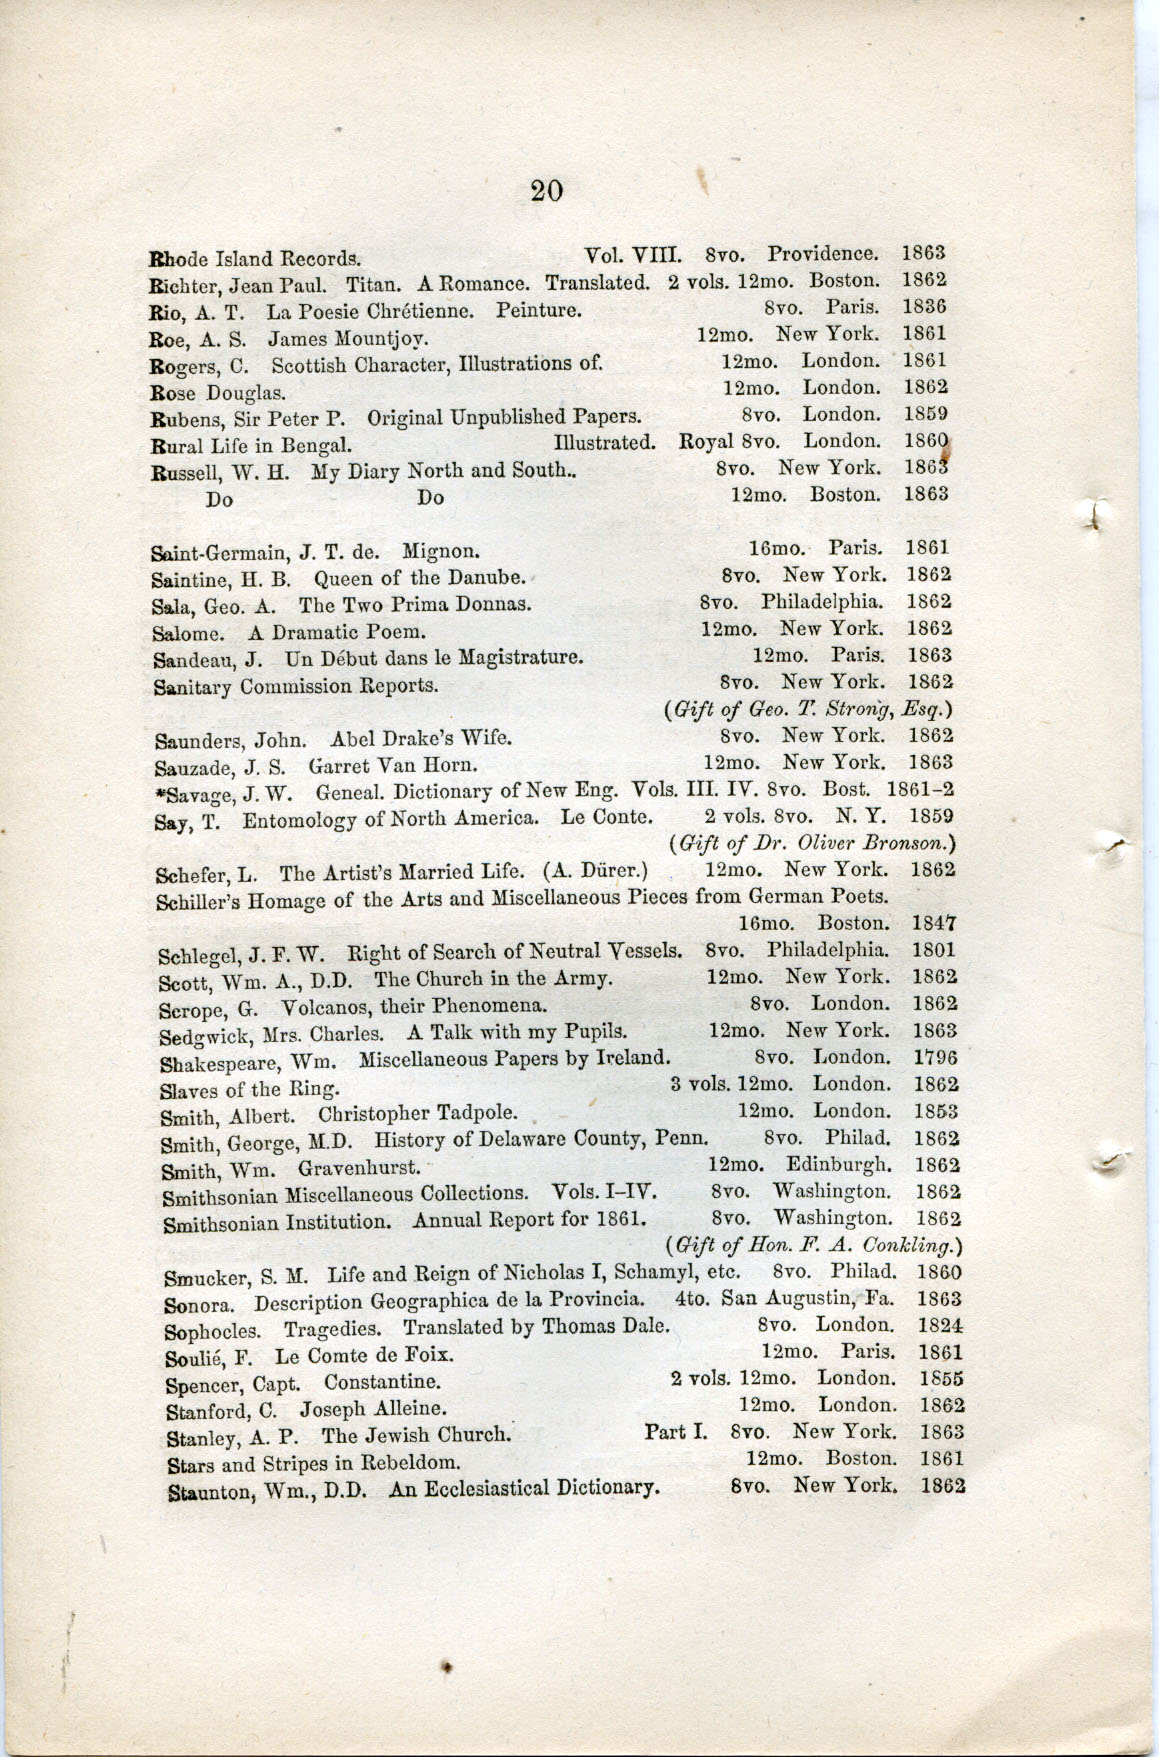 20
Rhode Island Records. Vol. VIII. 8vo. Providence. 1863
Richter, Jean Paul. Titan. A Romance. Translated. 2 vols. 12mo. Boston. 1862
Rio, A. T. La Poesie Chrétienne. Peinture. 8vo. Paris. 1836
Roe, A. S. James Mountjoy. 12mo. New York. 1861
Rogers, C. Scottish Character, Illustrations of. 12mo. London. 1861
Rose Douglas. 12mo. London. 1862
Rubens, Sir Peter P. Original Unpublished Papers. 8vo. London. 1859
Rural Life in Bengal. Illustrated. Royal 8vo. London. 1860
Russell, W. H. My Diary North and South.. 8vo. New York. 1863
Do Do 12mo. Boston. 1863
Saint-Germain, J. T. de. Mignon. 16mo. Paris. 1861
Saintine, H. B. Queen of the Danube. 8vo. New York. 1862
Sala, Geo. A. The Two Prima Donnas. 8vo. Philadelphia. 1862
Salome. A Dramatic Poem. 12mo. New York. 1862
Sandeau, J. Un Début dans le Magistrature. 12mo. Paris. 1863
Sanitary Commission Reports. 8vo. New York. 1862
(Gift of Geo. T. Strong, Esq.)
Saunders, John. Abel Drake's Wife. 8vo. New York. 1862
Sauzade, J. S. Garret Van Horn. 12mo. New York. 1863
*Savage, J. W. Geneal. Dictionary of New Eng. Vols. III. IV. 8vo. Bost. 1861-2
Say, T. Entomology of North America. Le Conte. 2 vols. 8vo. N. Y. 1859
(Gift of Dr. Oliver Bronson.)
Schefer, L. The Artist's Married Life. (A. Dürer.) 12mo. New York. 1862
Schiller's Homage of the Arts and Miscellaneous Pieces from German Poets.
16mo. Boston. 1847
Schlegel, J. F. W. Right of Search of Neutral Vessels. 8vo. Philadelphia. 1801
Scott, Wm. A., D.D. The Church in the Army. 12mo. New York. 1862
Scrope, G. Volcanos, their Phenomena. 8vo. London. 1862
Sedgwick, Mrs. Charles. A Talk with my Pupils. 12mo. New York. 1863
Shakespeare, Wm. Miscellaneous Papers by Ireland. 8vo. London. 1796
Slaves of the Ring. 3 vols. 12mo. London. 1862
Smith, Albert. Christopher Tadpole. 12mo. London. 1853
Smith, George, M.D. History of Delaware County, Penn. 8vo. Philad. 1862
Smith, Wm. Gravenhurst. 12mo. Edinburgh. 1862
Smithsonian Miscellaneous Collections. Vols. I–IV. 8vo. Washington. 1862
Smithsonian Institution. Annual Report for 1861. 8vo. Washington. 1862
(Gift of Hon. F. A. Conkling.)
Smucker, S. M. Life and Reign of Nicholas I, Schamyl, etc. 8vo. Philad. 1860
Sonora. Description Geographica de la Provincia. 4to. San Augustin, Fa. 1863
Sophocles. Tragedies. Translated by Thomas Dale. 8vo. London. 1824
Soulié, F. Le Comte de Foix. 12mo. Paris. 1861
Spencer, Capt. Constantine. 2 vols. 12mo. London. 1855
Stanford, C. Joseph Alleine. 12mo. London. 1862
Stanley, A. P. The Jewish Church. Part I. 8vo. New York. 1863
Stars and Stripes in Rebeldom. 12mo. Boston. 1861
Staunton, Wm., D.D. An Ecclesiastical Dictionary. 8vo. New York. 1862